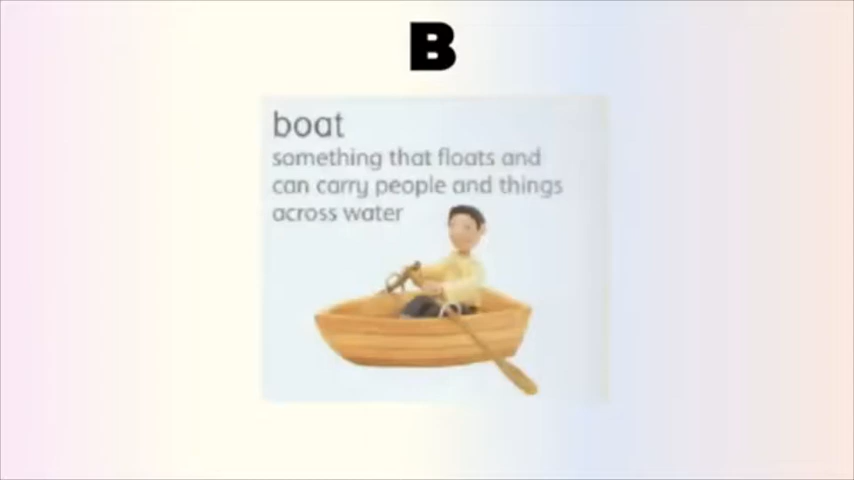 B
boat
something that floats and
can carry people and things
across water